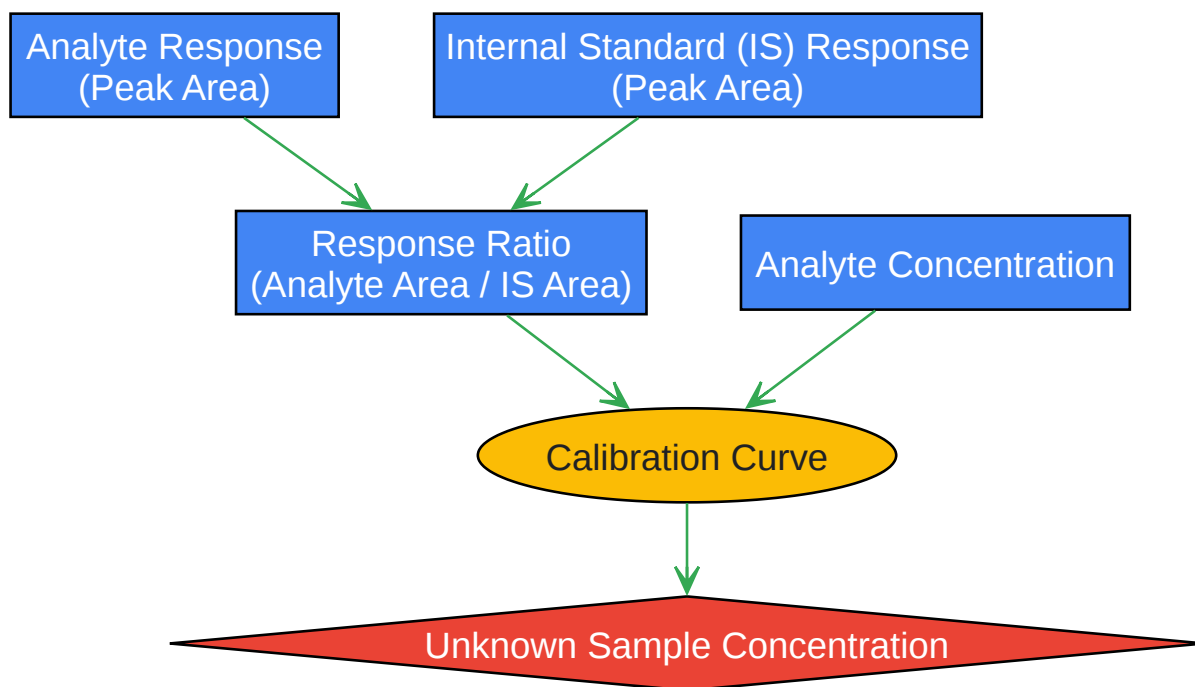 Analyte Response
(Peak Area)
Internal Standard (IS) Response
(Peak Area)
Response Ratio
(Analyte Area / IS Area)
Analyte Concentration
Calibration Curve
Unknown Sample Concentration